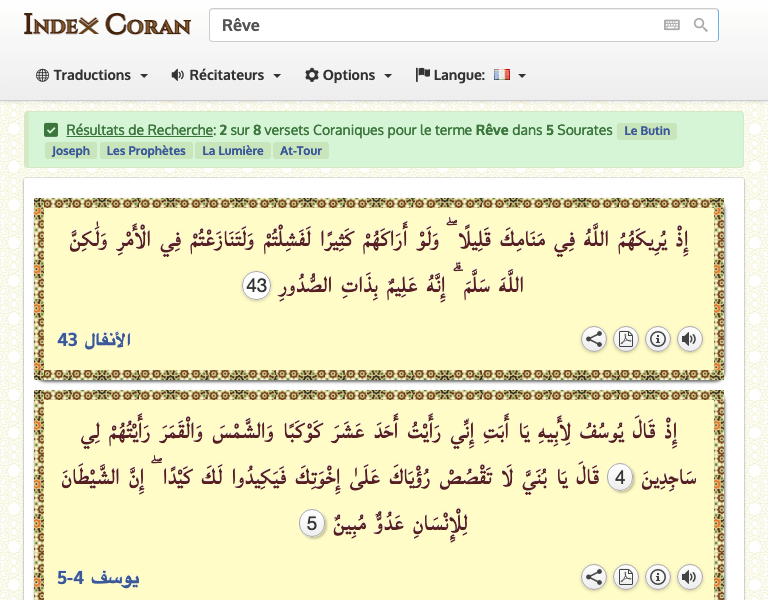 INDEX CORAN
Rêve
Traductions Récitateurs Options Langue:
Résultats de Recherche: 2 sur 8 versets Coraniques pour le terme Rêve dans 5 Sourates Le Butin
Joseph Les Prophètes La Lumière At-Tour
إِذْ يُرِيكَهُمُ اللَّهُ فِي مَنَامِكَ قَلِيلًا ۖ وَلَوْ أَرَاكَهُمْ كَثِيرًا لَفَشِلْتُمْ وَلَتَنَازَعْتُمْ فِي الْأَمْرِ وَلَٰكِنَّ
اللَّهَ سَلَّمَ ۗ إِنَّهُ عَلِيمٌ بِذَاتِ الصُّدُورِ 43
الأنفال 43
إِذْ قَالَ يُوسُفُ لِأَبِيهِ يَا أَبَتِ إِنِّي رَأَيْتُ أَحَدَ عَشَرَ كَوْكَبًا وَالشَّمْسَ وَالْقَمَرَ رَأَيْتُهُمْ لِي
سَاجِدِينَ 4 قَالَ يَا بُنَيَّ لَا تَقْصُصْ رُؤْيَاكَ عَلَىٰ إِخْوَتِكَ فَيَكِيدُوا لَكَ كَيْدًا ۖ إِنَّ الشَّيْطَانَ
لِلْإِنْسَانِ عَدُوٌّ مُبِينٌ 5
يوسف 4-5